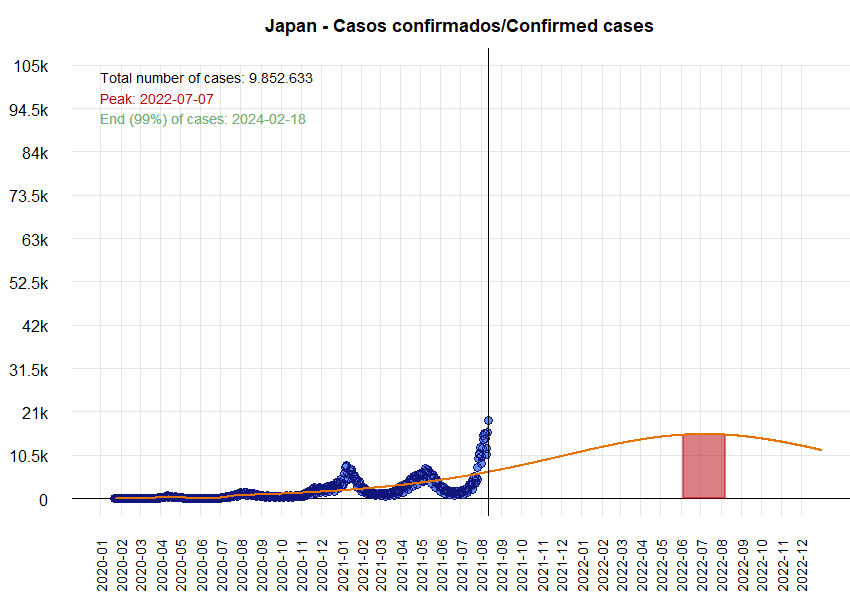 Japan - Casos confirmados/Confirmed cases
Total number of cases: 9.852.633
Peak: 2022-07-07
End (99%) of cases: 2024-02-18
105k
94.5k
84k
73.5k
63k
52.5k
42k
31.5k
21k
10.5k
0
2020-01
2020-02
2020-03
2020-04
2020-05
2020-06
2020-07
2020-08
2020-09
2020-10
2020-11
2020-12
2021-01
2021-02
2021-03
2021-04
2021-05
2021-06
2021-07
2021-08
2021-09
2021-10
2021-11
2021-12
2022-01
2022-02
2022-03
2022-04
2022-05
2022-06
2022-07
2022-08
2022-09
2022-10
2022-11
2022-12